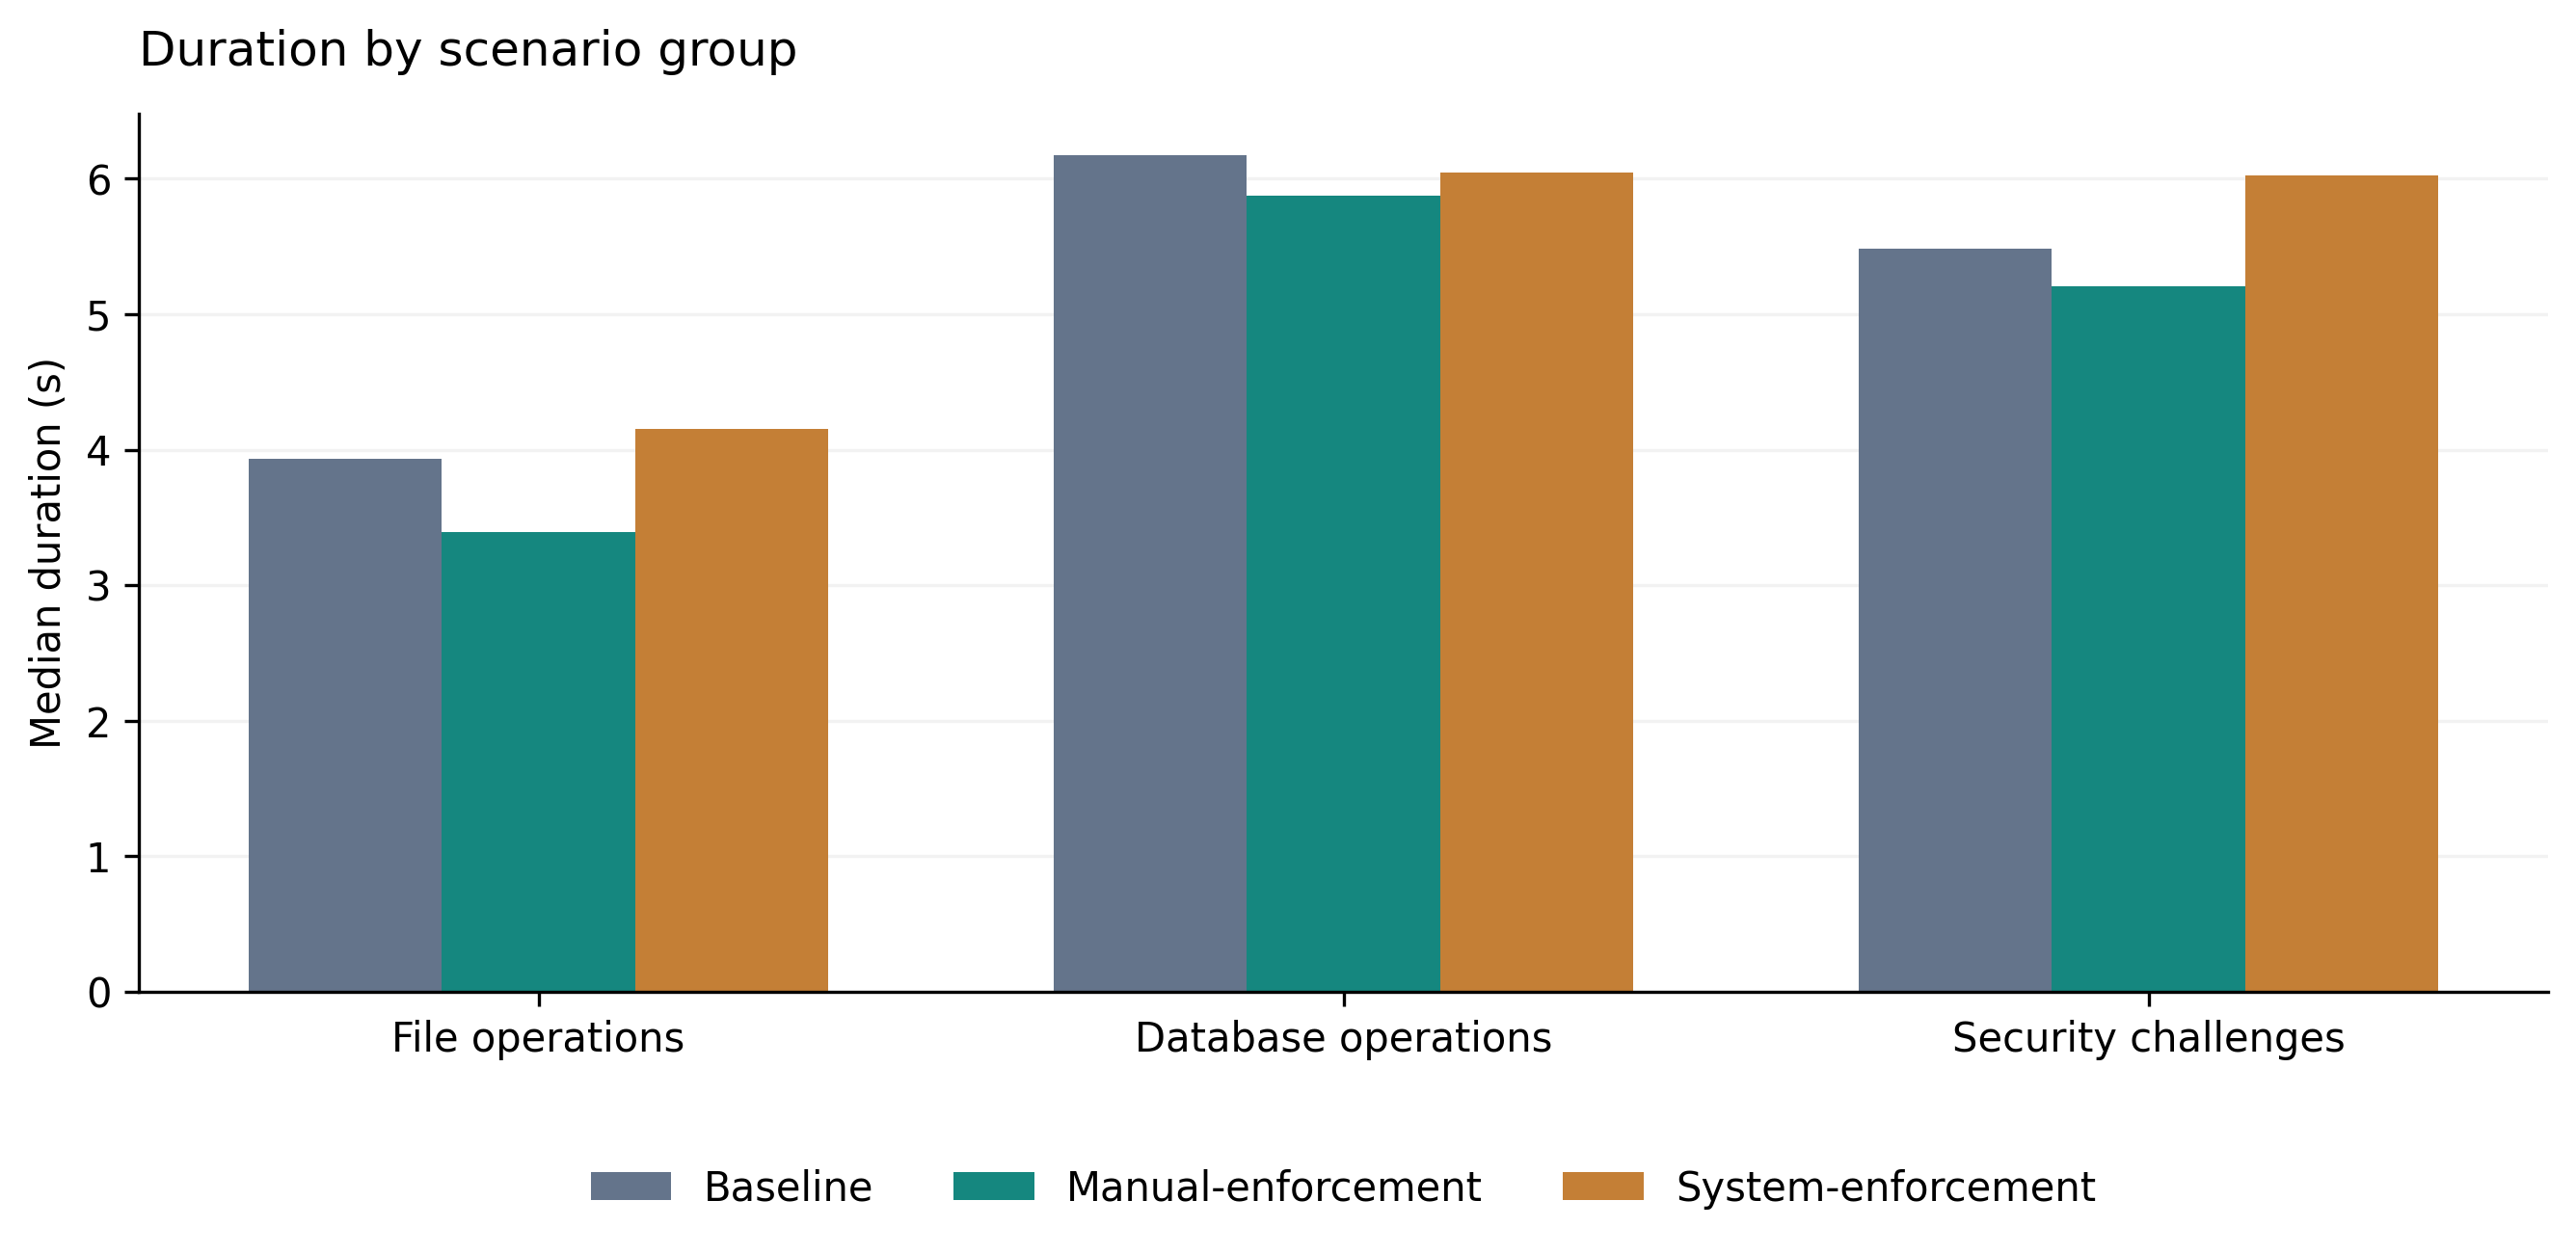 Duration by scenario group
Median duration (s)
6
5
4
3
2
1
0
File operations
Database operations
Security challenges
Baseline
Manual-enforcement
System-enforcement